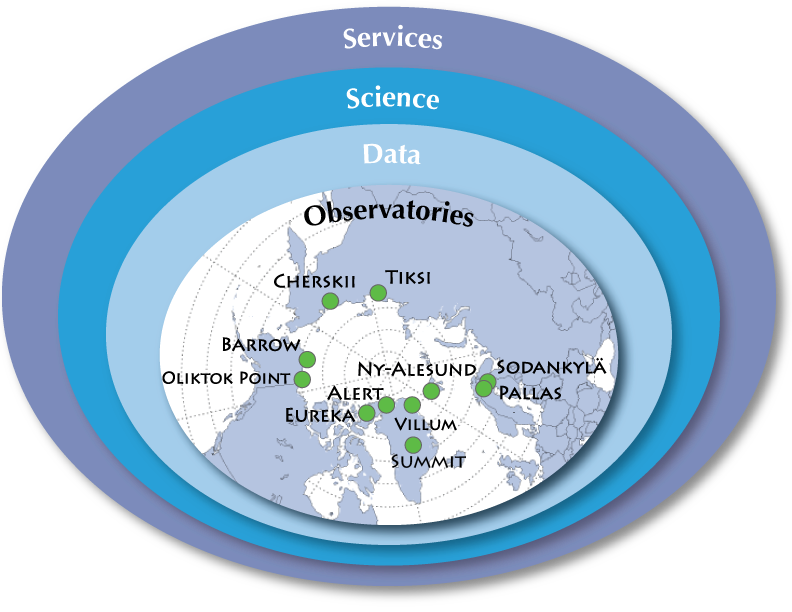 Services
Science
Data
Observatories
CHERSKII
TIKSI
BARROW
OLIKTOK POINT
NY-ALESUND
SODANKYLÄ
PALLAS
ALERT
EUREKA
VILLUM
SUMMIT